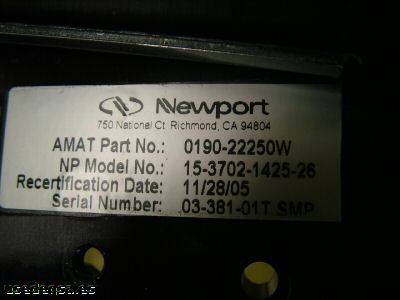 Newport
750 National Ct. Richmond, CA 94804
AMAT Part No.: 0190-22250W
NP Model No.: 15-3702-1425-26
Recertification Date: 11/28/05
Serial Number: 03-381-01T SMP
usedeqsales